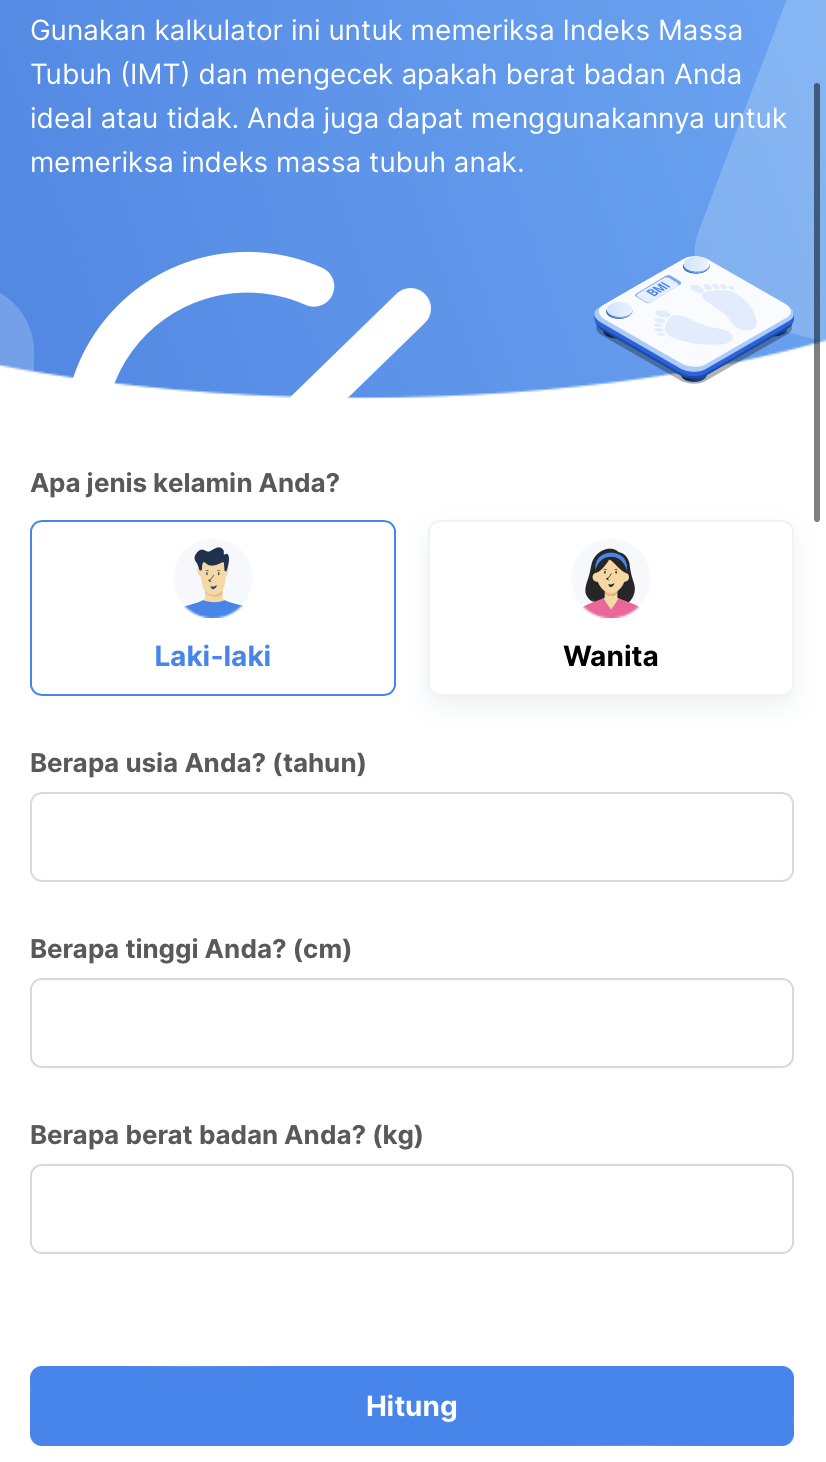 Gunakan kalkulator ini untuk memeriksa Indeks Massa
Tubuh (IMT) dan mengecek apakah berat badan Anda
ideal atau tidak. Anda juga dapat menggunakannya untuk
memeriksa indeks massa tubuh anak.
BMI
Apa jenis kelamin Anda?
Laki-laki
Wanita
Berapa usia Anda? (tahun)
Berapa tinggi Anda? (cm)
Berapa berat badan Anda? (kg)
Hitung